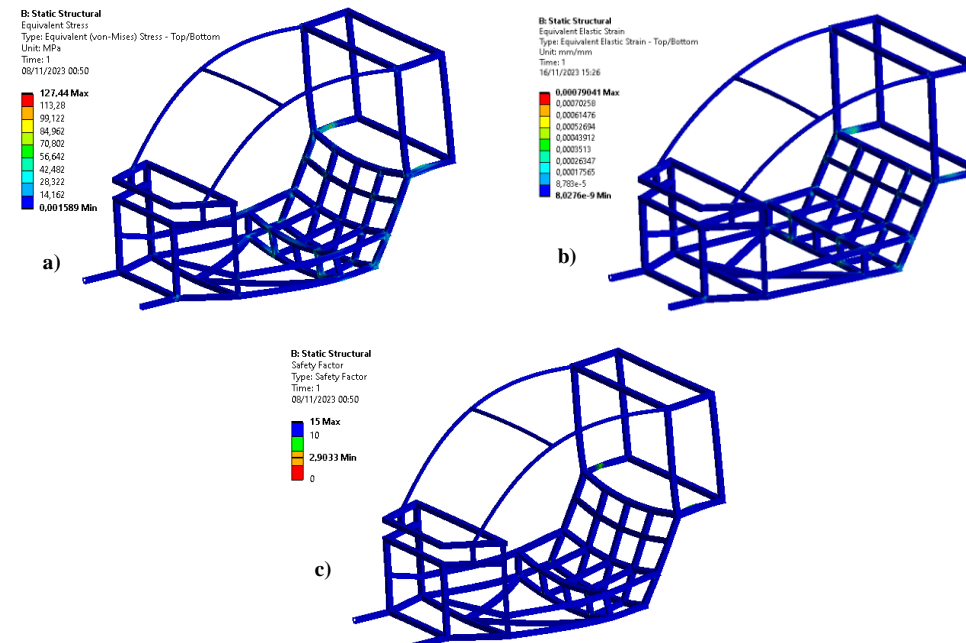 B: Static Structural
Equivalent Stress
Type: Equivalent (von-Mises) Stress - Top/Bottom
Unit: MPa
Time: 1
08/11/2023 00:50
127,44 Max
113,28
99,122
84,962
70,802
56,642
42,482
28,322
14,162
0,001589 Min
a)
B: Static Structural
Equivalent Elastic Strain
Type: Equivalent Elastic Strain - Top/Bottom
Unit: mm/mm
Time: 1
16/11/2023 15:26
0,00079041 Max
0,00070258
0,00061476
0,00052694
0,00043912
0,0003513
0,00026347
0,00017565
8,783e-5
8,0276e-9 Min
b)
B: Static Structural
Safety Factor
Type: Safety Factor
Time: 1
08/11/2023 00:50
15 Max
10
2,9033 Min
0
c)